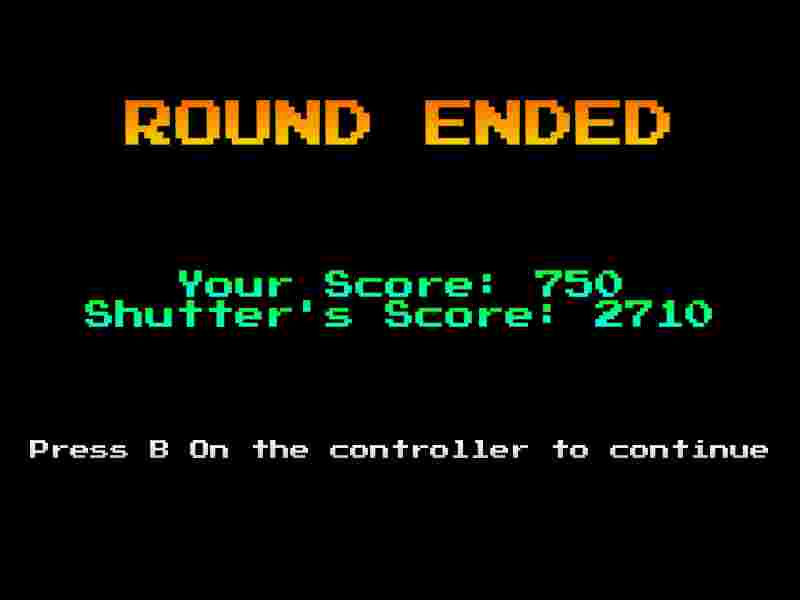 ROUND ENDED
Your Score: 750
Shutter's Score: 2710
Press B On the controller to continue